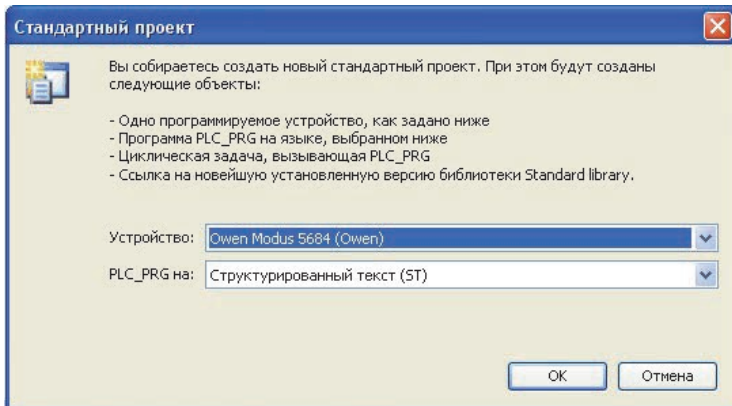 Стандартный проект
Вы собираетесь создать новый стандартный проект. При этом будут созданы
следующие объекты:
- Одно программируемое устройство, как задано ниже
- Программа PLC_PRG на языке, выбранном ниже
- Циклическая задача, вызывающая PLC_PRG
- Ссылка на новейшую установленную версию библиотеки Standard library.
Устройство: Owen Modus 5684 (Owen)
PLC_PRG на: Структурированный текст (ST)
OK Отмена